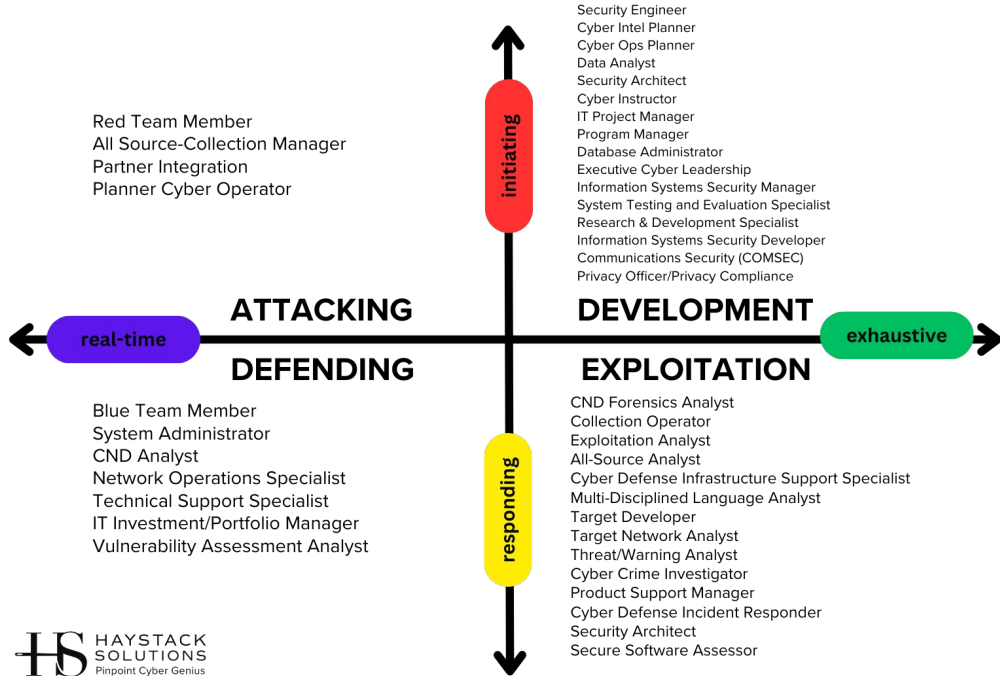 Security Engineer
Cyber Intel Planner
Cyber Ops Planner
Data Analyst
Security Architect
Cyber Instructor
IT Project Manager
Program Manager
Database Administrator
Executive Cyber Leadership
Information Systems Security Manager
System Testing and Evaluation Specialist
Research & Development Specialist
Information Systems Security Developer
Communications Security (COMSEC)
Privacy Officer/Privacy Compliance
Red Team Member
All Source-Collection Manager
Partner Integration
Planner Cyber Operator
initiating
ATTACKING
DEVELOPMENT
real-time
exhaustive
DEFENDING
EXPLOITATION
Blue Team Member
System Administrator
CND Analyst
Network Operations Specialist
Technical Support Specialist
IT Investment/Portfolio Manager
Vulnerability Assessment Analyst
responding
CND Forensics Analyst
Collection Operator
Exploitation Analyst
All-Source Analyst
Cyber Defense Infrastructure Support Specialist
Multi-Disciplined Language Analyst
Target Developer
Target Network Analyst
Threat/Warning Analyst
Cyber Crime Investigator
Product Support Manager
Cyber Defense Incident Responder
Security Architect
Secure Software Assessor
HS
HAYSTACK
SOLUTIONS
Pinpoint Cyber Genius